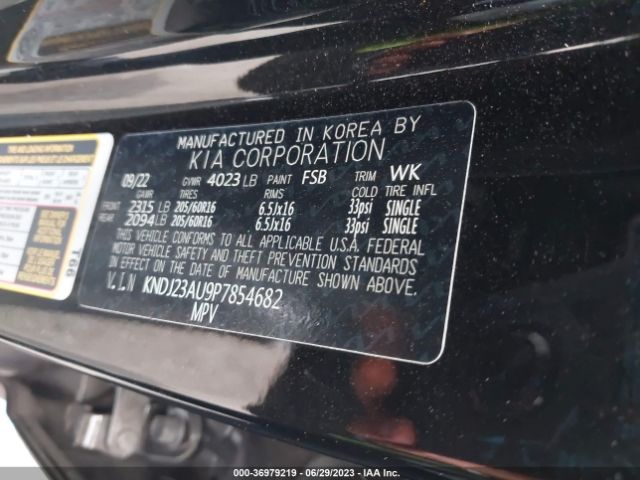 MANUFACTURED IN KOREA BY
KIA CORPORATION
09/22 GVWR 4023 LB PAINT FSB TRIM WK
GAWR TIRES RIMS COLD TIRE INFL
FRONT 2315 LB 205/60R16 6.5Jx16 33psi SINGLE
REAR 2094 LB 205/60R16 6.5Jx16 33psi SINGLE
THIS VEHICLE CONFORMS TO ALL APPLICABLE U.S.A. FEDERAL
MOTOR VEHICLE SAFETY AND THEFT PREVENTION STANDARDS
IN EFFECT ON THE DATE OF MANUFACTURE SHOWN ABOVE.
V.I.N KNDJ23AU9P7854682
MPV
T66
000-36979219 - 06/29/2023 - IAA Inc.